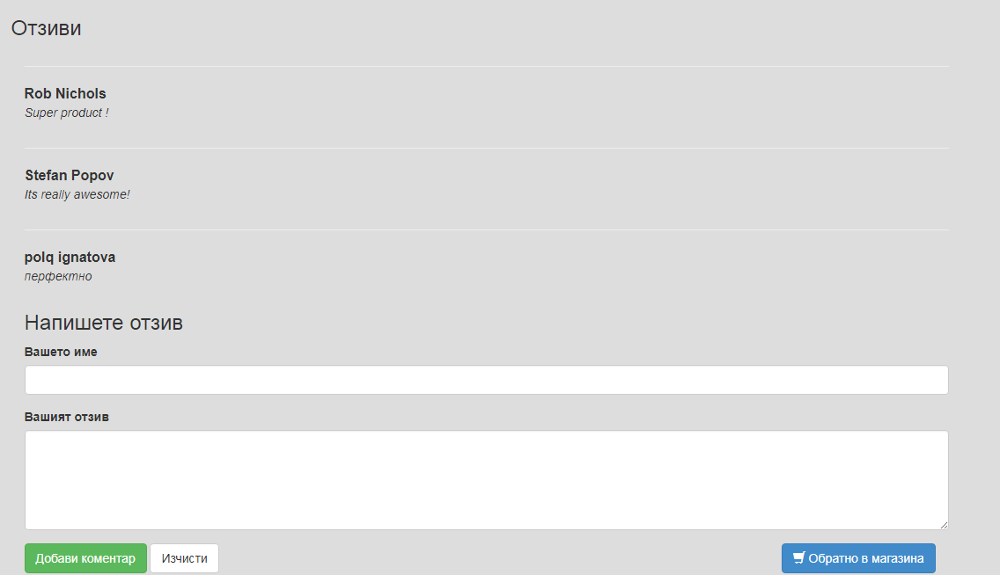 Отзиви
Rob Nichols
Super product !
Stefan Popov
Its really awesome!
polq ignatova
перфектно
Напишете отзив
Вашето име
Вашият отзив
Добави коментар Изчисти Обратно в магазина